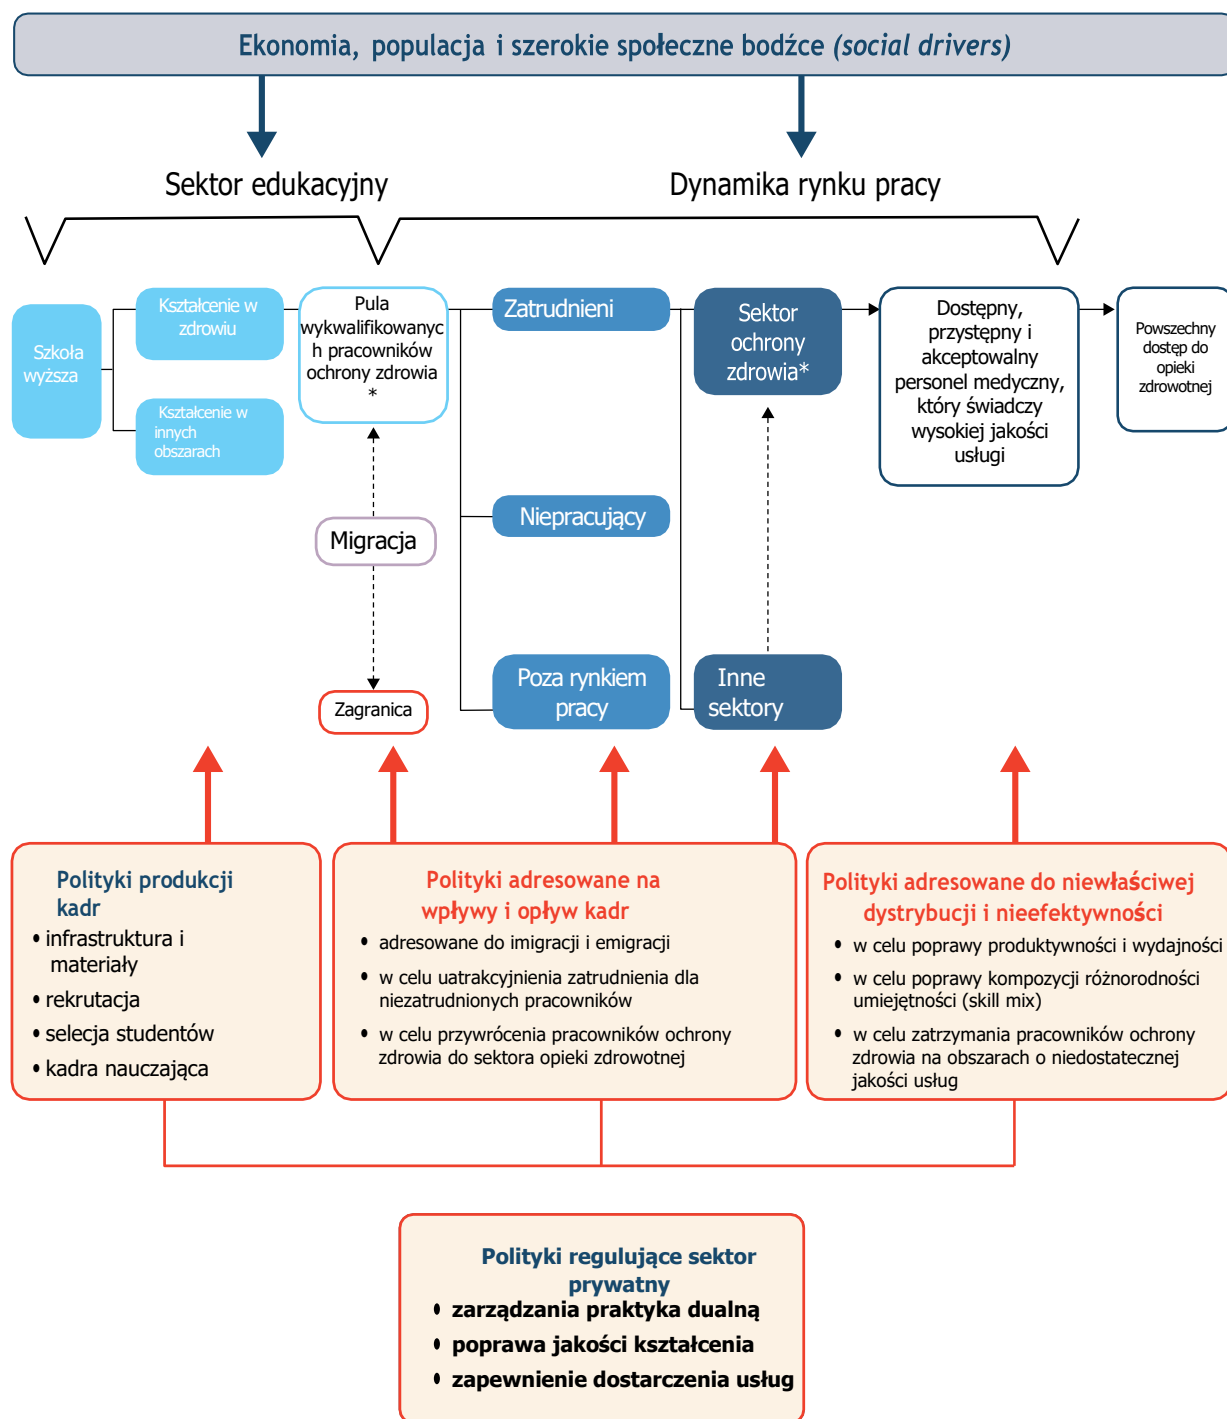 Ekonomia, populacja i szerokie społeczne bodźce (social drivers)
Sektor edukacyjny
Dynamika rynku pracy
Szkoła
wyższa
Kształcenie w
zdrowiu
Kształcenie w
innych
obszarach
Pula
wykwalifikowanyc
h pracowników
ochrony zdrowia
*
Migracja
Zagranica
Zatrudnieni
Niepracujący
Poza rynkiem
pracy
Sektor
ochrony
zdrowia*
Inne
sektory
Dostępny,
przystępny i
akceptowalny
personel medyczny,
który świadczy
wysokiej jakości
usługi
Powszechny
dostęp do
opieki
zdrowotnej
Polityki produkcji
kadr
• infrastruktura i
materiały
• rekrutacja
• selecja studentów
• kadra nauczająca
Polityki adresowane na
wpływy i opływ kadr
• adresowane do imigracji i emigracji
• w celu uatrakcyjnienia zatrudnienia dla
niezatrudnionych pracowników
• w celu przywrócenia pracowników ochrony
zdrowia do sektora opieki zdrowotnej
Polityki adresowane do niewłaściwej
dystrybucji i nieefektywności
• w celu poprawy produktywności i wydajności
• w celu poprawy kompozycji różnorodności
umiejętności (skill mix)
• w celu zatrzymania pracowników ochrony
zdrowia na obszarach o niedostatecznej
jakości usług
Polityki regulujące sektor
prywatny
• zarządzania praktyka dualną
• poprawa jakości kształcenia
• zapewnienie dostarczenia usług